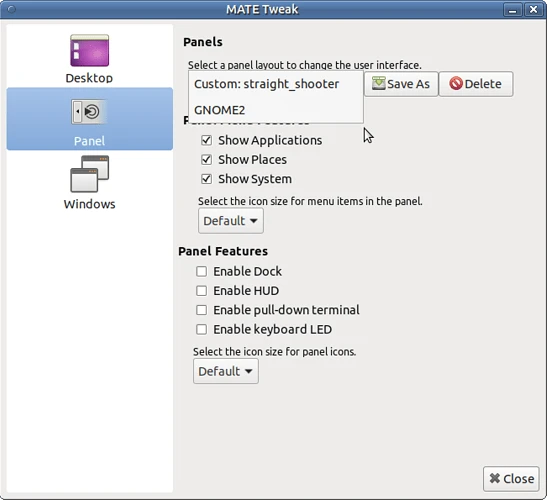 MATE Tweak
Desktop
Panel
Windows
Panels
Select a panel layout to change the user interface.
Custom: straight_shooter
GNOME2
Save As
Delete
Show Applications
Show Places
Show System
Select the icon size for menu items in the panel.
Default
Panel Features
Enable Dock
Enable HUD
Enable pull-down terminal
Enable keyboard LED
Select the icon size for panel icons.
Default
Close